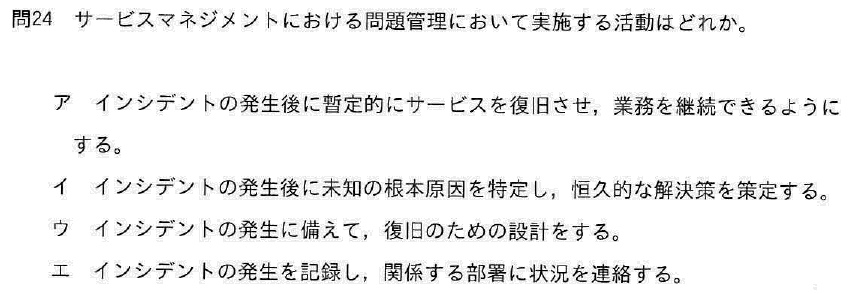 問24　サービスマネジメントにおける問題管理において実施する活動はどれか。
ア　インシデントの発生後に暫定的にサービスを復旧させ，業務を継続できるように
する。
イ　インシデントの発生後に未知の根本原因を特定し，恒久的な解決策を策定する。
ウ　インシデントの発生に備えて，復旧のための設計をする。
エ　インシデントの発生を記録し，関係する部署に状況を連絡する。